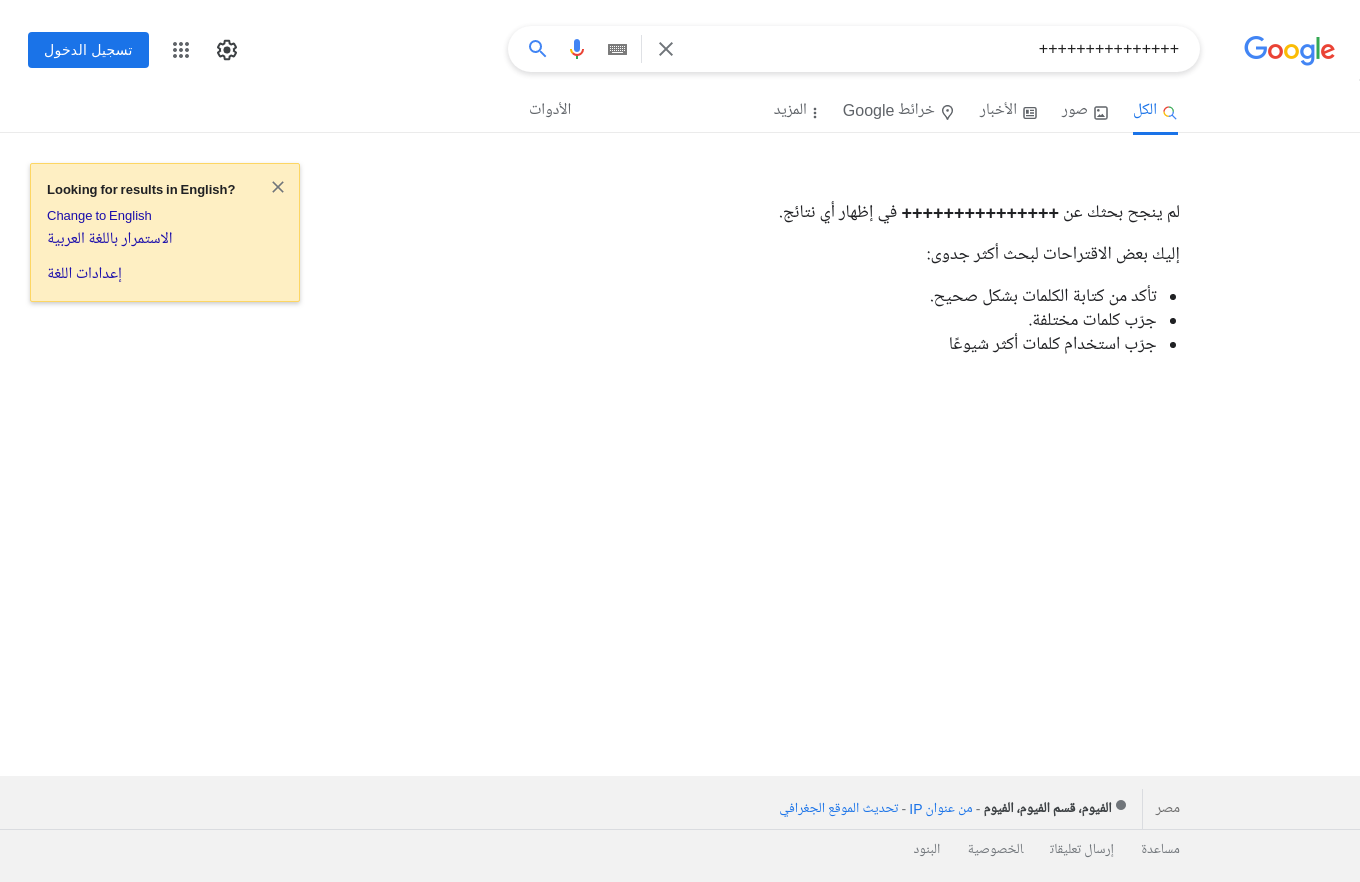 Google
+++++++++++++++
تسجيل الدخول
الكل
صور
الأخبار
خرائط Google
المزيد
الأدوات
Looking for results in English?
Change to English
الاستمرار باللغة العربية
إعدادات اللغة
لم ينجح بحثك عن +++++++++++++++ في إظهار أي نتائج.
إليك بعض الاقتراحات لبحث أكثر جدوى:
تأكد من كتابة الكلمات بشكل صحيح.
جرَب كلمات مختلفة.
جرَب استخدام كلمات أكثر شيوعًا
مصر
الفيوم، قسم الفيوم، الفيوم - من عنوان IP - تحديث الموقع الجغرافي
مساعدة
إرسال تعليقات
الخصوصية
البنود